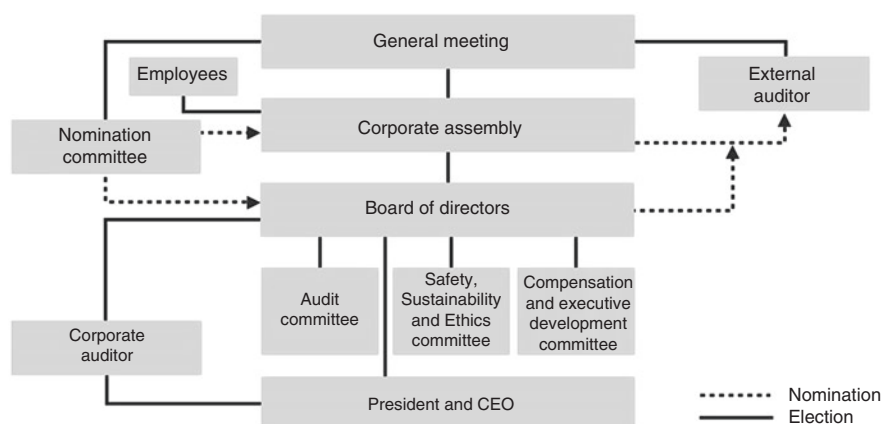 General meeting
Employees
External
auditor
Corporate assembly
Nomination
committee
Board of directors
Audit
committee
Safety,
Sustainability
and Ethics
committee
Compensation
and executive
development
committee
Corporate
auditor
President and CEO
Nomination
Election